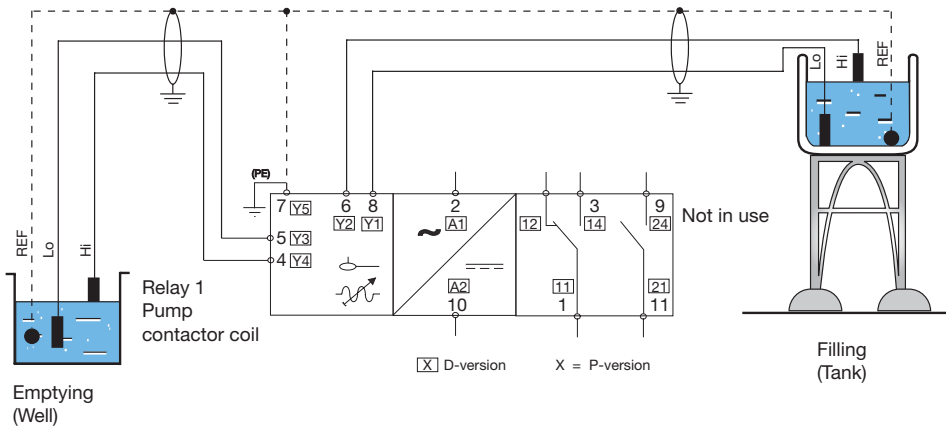 REF
Lo
Hi
Lo
Hi
REF
(PE)
7 Y5
6
Y2
8
Y1
2
A1
~
12
3
14
9
24
Not in use
5 Y3
4 Y4
A2
10
11
1
21
11
Relay 1
Pump
contactor coil
X D-version X = P-version
Emptying
(Well)
Filling
(Tank)